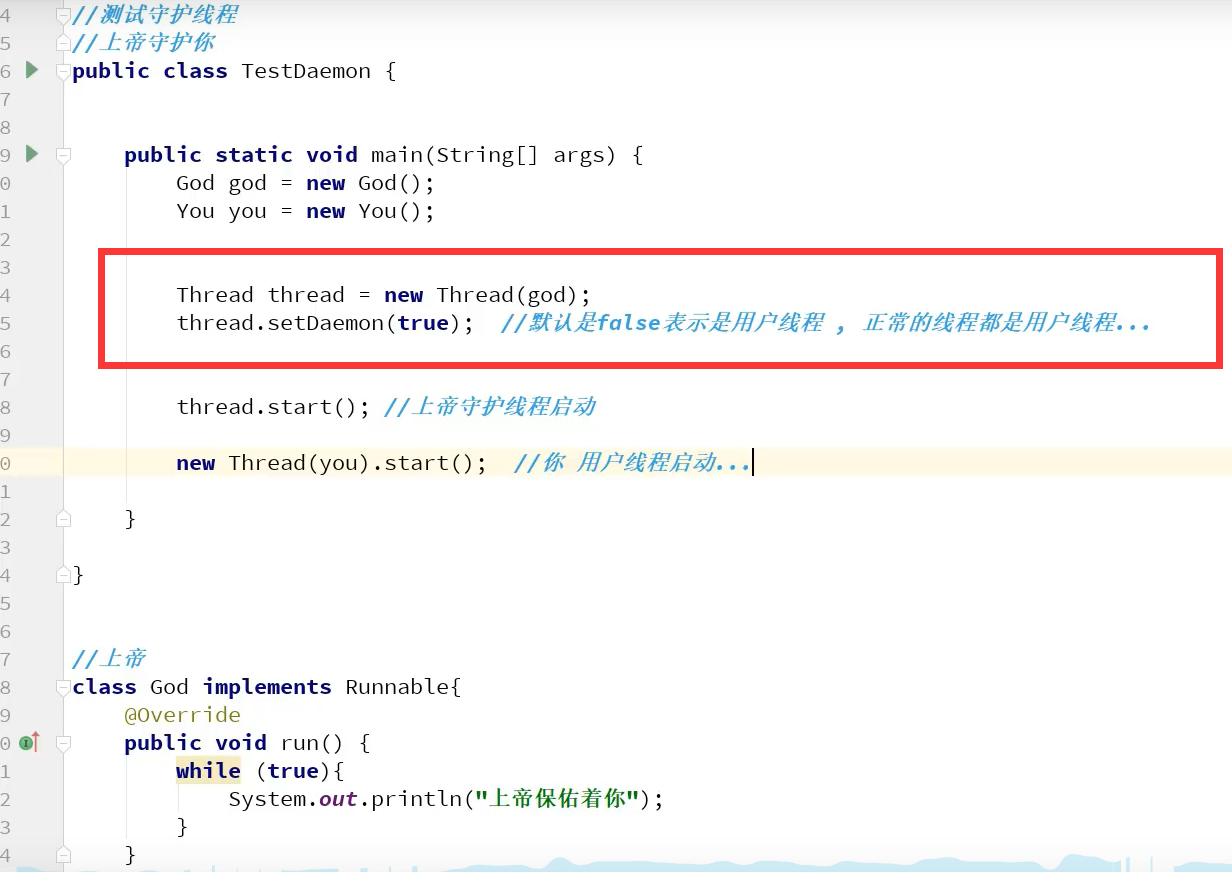 4 //测试守护线程
5 //上帝守护你
6 public class TestDaemon {
7
8
9 public static void main(String[] args) {
0 God god = new God();
1 You you = new You();
2
3
4 Thread thread = new Thread(god);
5 thread.setDaemon(true); //默认是false表示是用户线程 , 正常的线程都是用户线程...
6
7
8 thread.start(); //上帝守护线程启动
9
0 new Thread(you).start(); //你 用户线程启动...
1
2 }
3
4 }
5
6
7 //上帝
8 class God implements Runnable{
9 @Override
0 public void run() {
1 while (true){
2 System.out.println("上帝保佑着你");
3 }
4 }